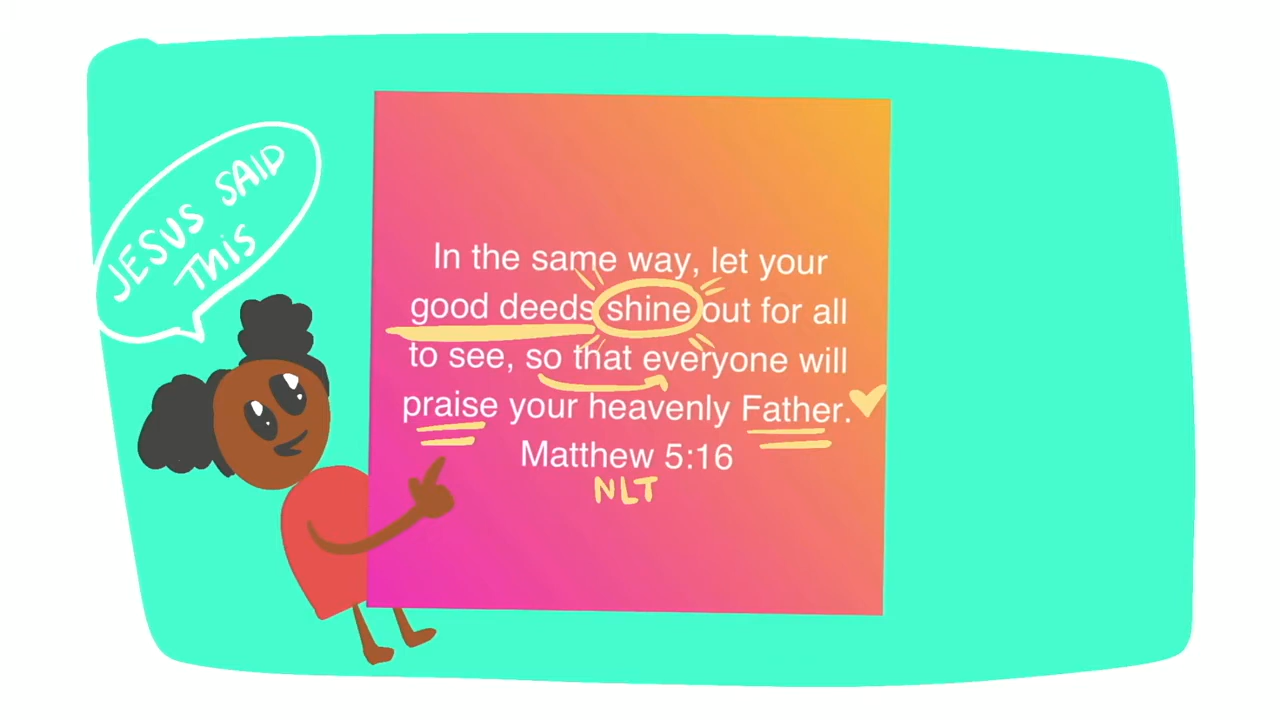 JESUS SAID
THIS
In the same way, let your
good deeds shine out for all
to see, so that everyone will
praise your heavenly Father.
Matthew 5:16
NLT